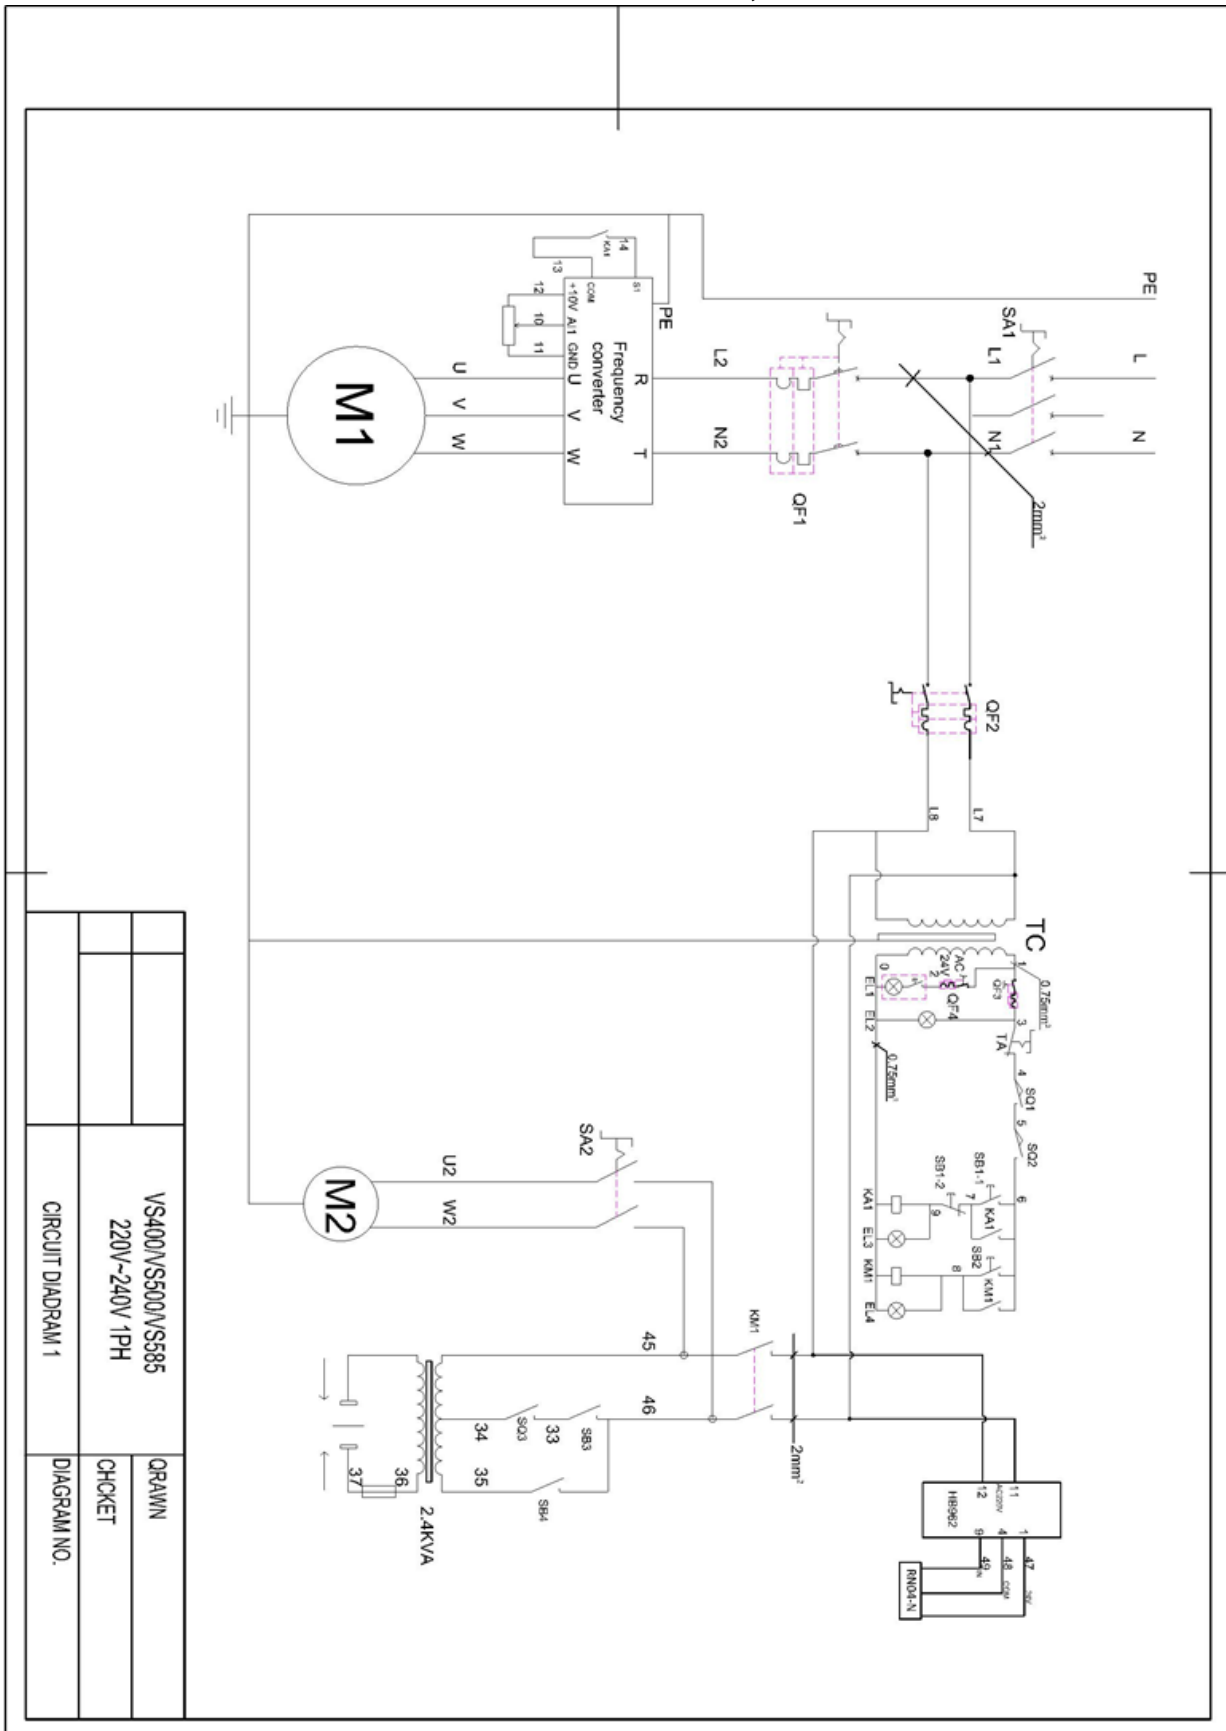 PE
L
N
SA1
L1
N1
2mm²
QF1
L2
N2
PE
R
T
Frequency
converter
S1
COM
+10V
AI1
GND
U
V
W
14
13
12
10
11
U
V
W
M1
QF2
L7
L8
TC
1
0
AC
24V
2
QF3
QF4
0.75mm²
3
TA
4
SQ1
5
SQ2
6
EL1
EL2
0.75mm²
SB1-1
SB1-2
7
KA1
9
SB2
8
KM1
KA1
EL3
KM1
EL4
SA2
U2
W2
M2
KM1
2mm²
45
46
34
SQ3
33
SB3
35
SB4
36
37
2.4KVA
11
AC220V
12
HB962
1
4
9
47
48
49
COM
RN04-N
VS400/VS500/VS585
220V~240V 1PH
CIRCUIT DIADRAM 1
QRAWN
CHCKET
DIAGRAM NO.